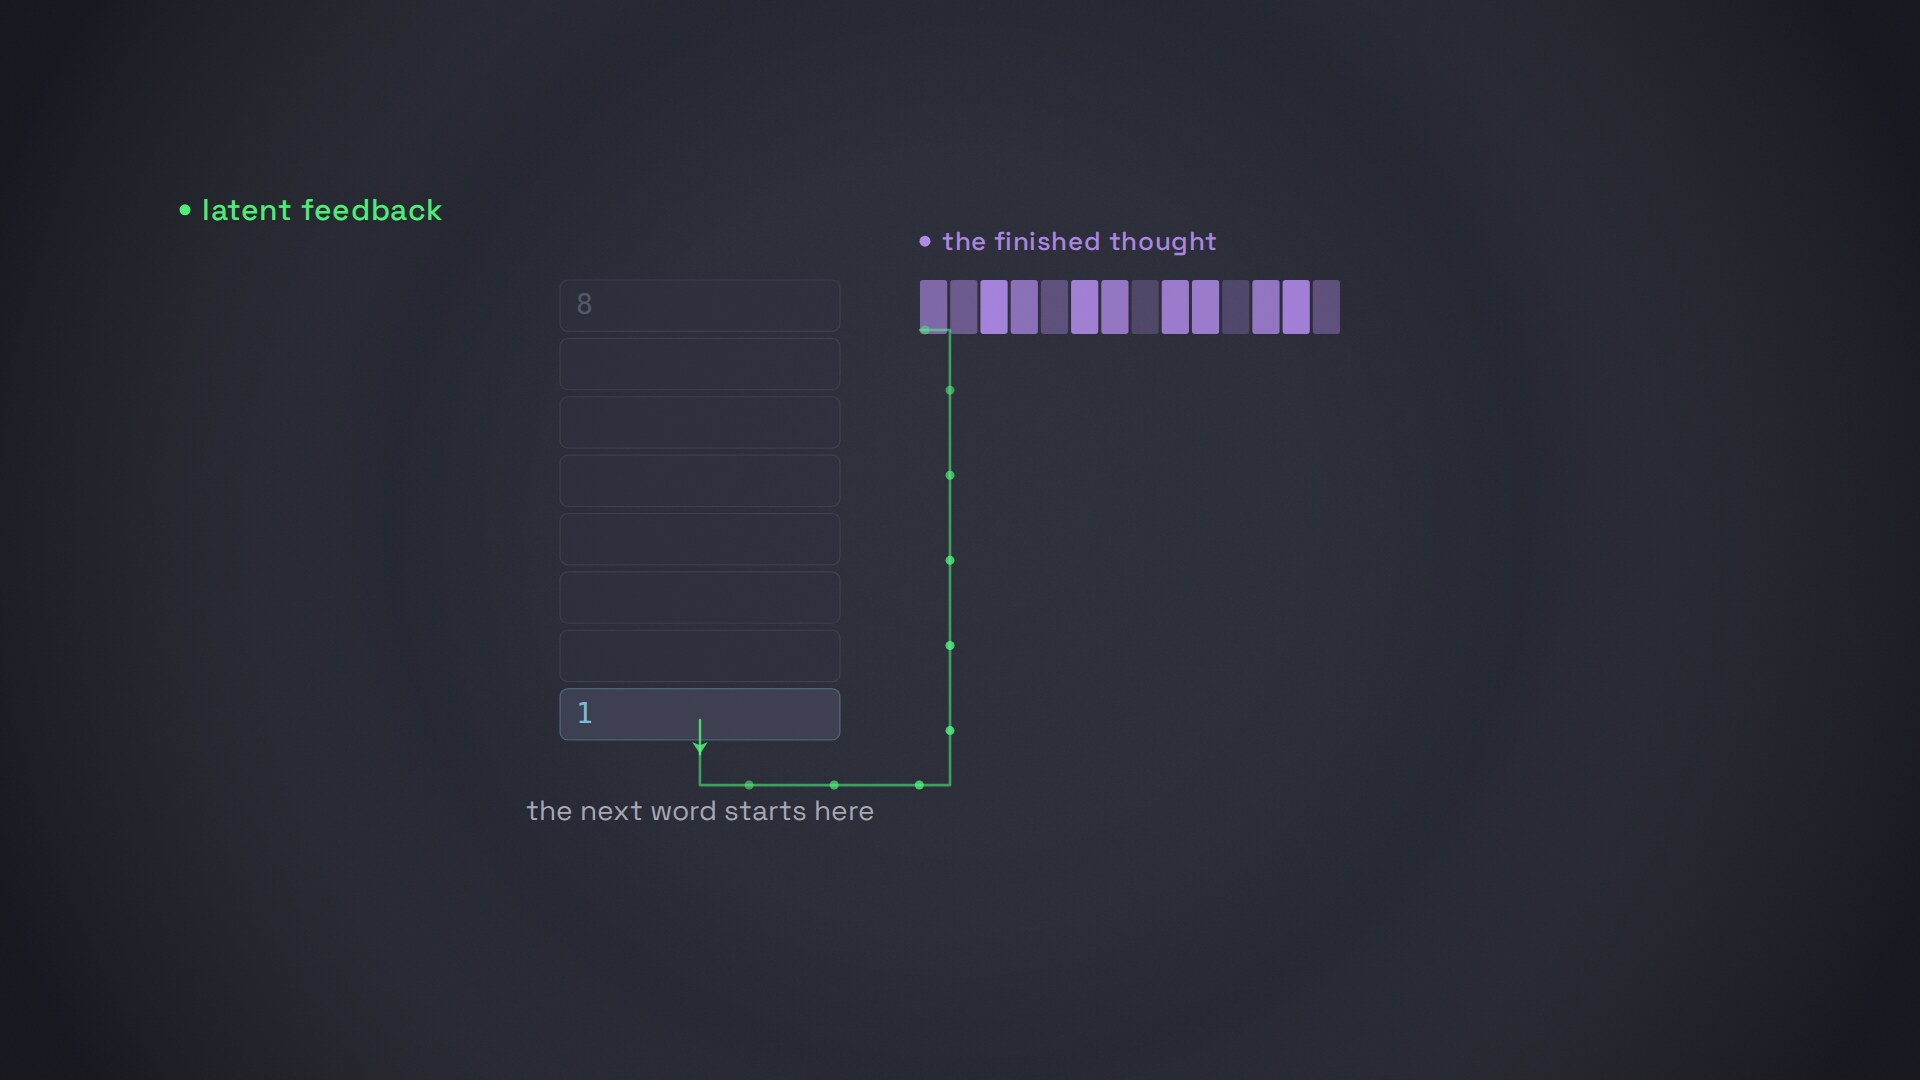 latent feedback
the finished thought
8
1
the next word starts here